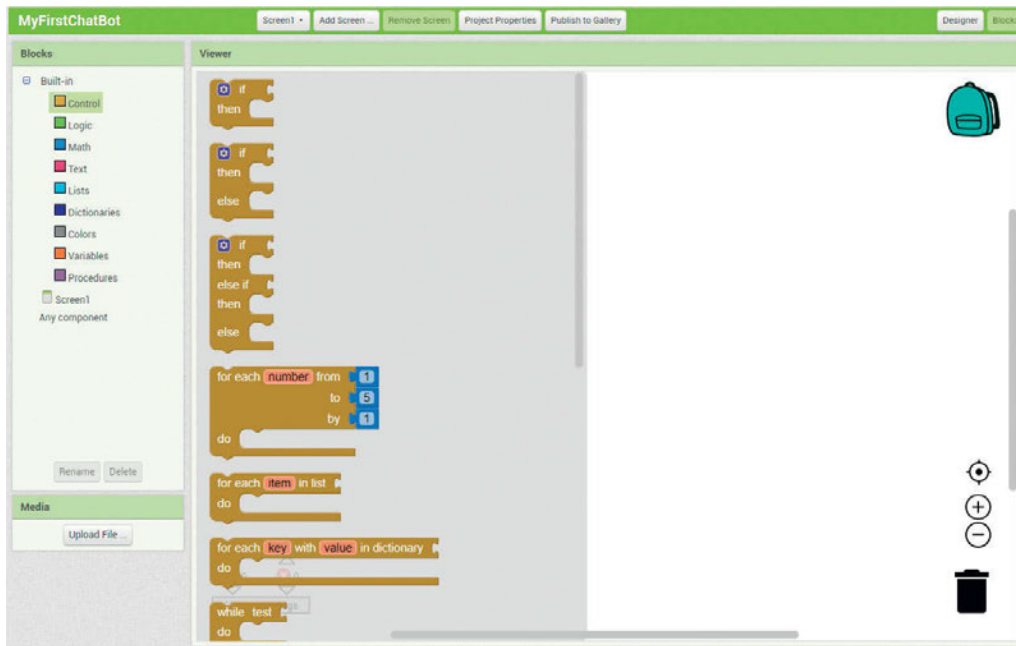 MyFirstChatBot
Screen1 Add Screen ... Remove Screen Project Properties Publish to Gallery Designer Blocks
Blocks
Built-in
Control
Logic
Math
Text
Lists
Dictionaries
Colors
Variables
Procedures
Screen1
Any component
Rename Delete
Media
Upload File ...
Viewer
if
then
if
then
else
if
then
else if
then
else
for each number from 1
to 5
by 1
do
for each item in list
do
for each key with value in dictionary
do
0
while test
do